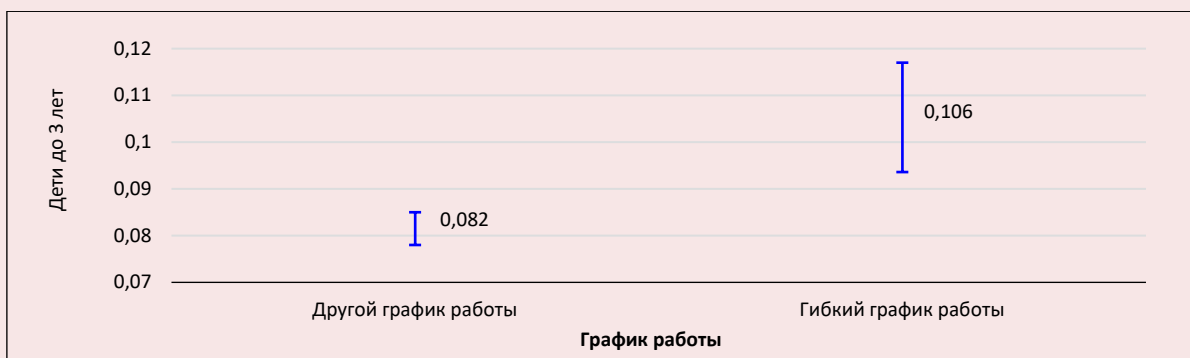 Дети до 3 лет
0,12
0,11
0,1
0,09
0,08
0,07
0,082
0,106
Другой график работы
Гибкий график работы
График работы